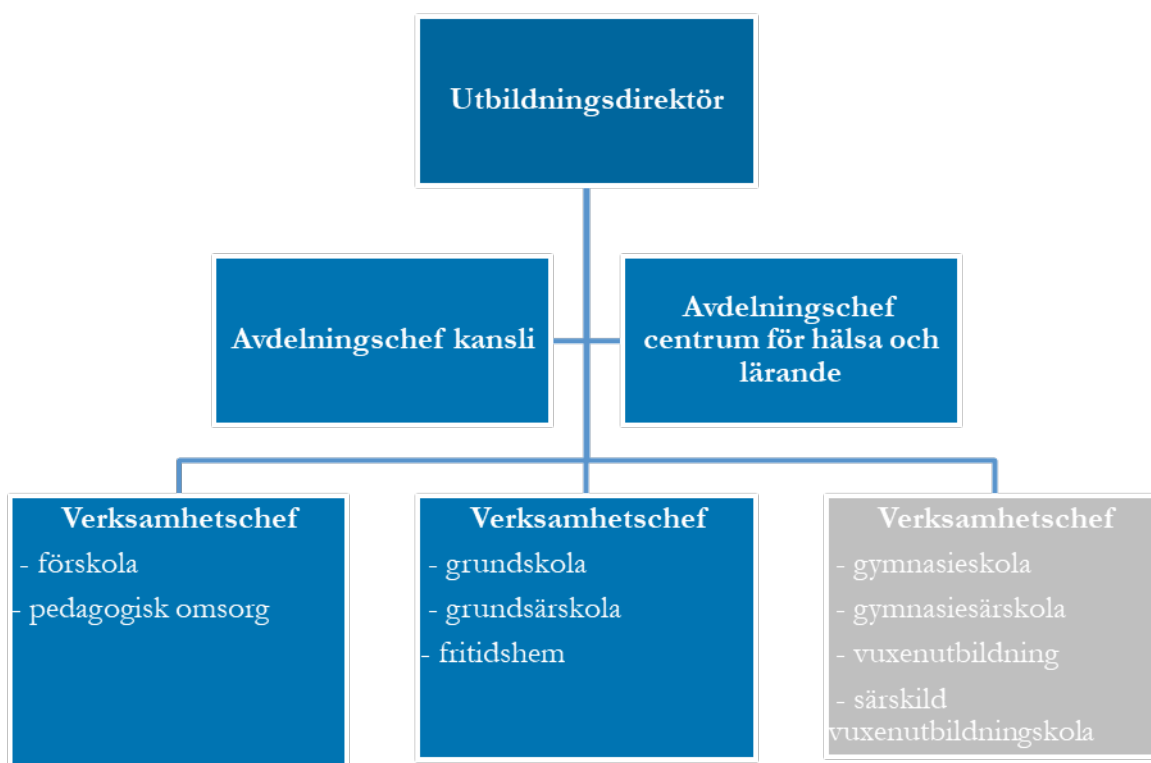 Utbildningsdirektör
Avdelningschef kansli
Avdelningschef
centrum för hälsa och
lärande
Verksamhetschef
- förskola
- pedagogisk omsorg
Verksamhetschef
- grundskola
- grundsärskola
- fritidshem
Verksamhetschef
- gymnasieskola
- gymnasiesärskola
- vuxenutbildning
- särskild
vuxenutbildningskola